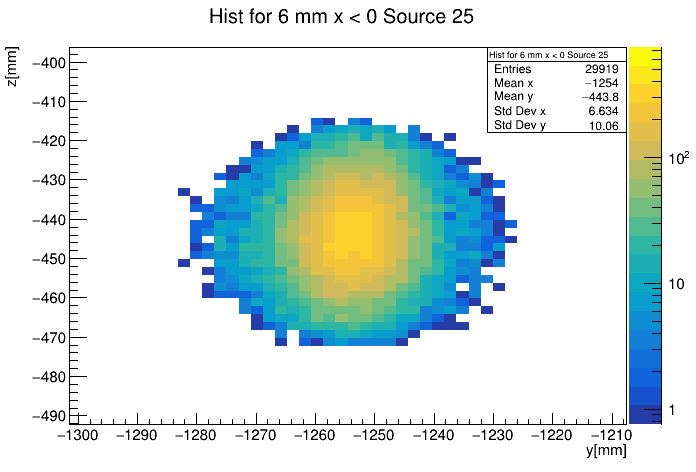 Hist for 6 mm x < 0 Source 25
z[mm]
Hist for 6 mm x < 0 Source 25
Entries 29919
Mean x −1254
Mean y −443.8
Std Dev x 6.634
Std Dev y 10.06
−400
−410
−420
−430
−440
−450
−460
−470
−480
−490
10²
10
1
−1300 −1290 −1280 −1270 −1260 −1250 −1240 −1230 −1220 −1210
y[mm]